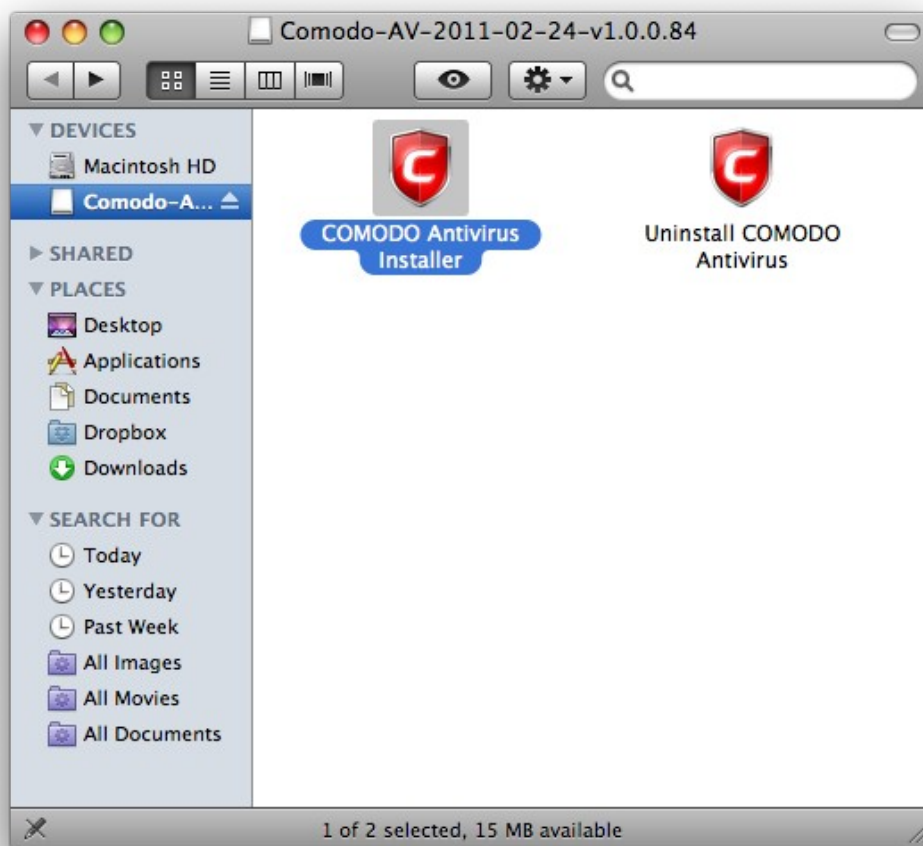 Comodo-AV-2011-02-24-v1.0.0.84
DEVICES
Macintosh HD
Comodo-A...
SHARED
PLACES
Desktop
Applications
Documents
Dropbox
Downloads
SEARCH FOR
Today
Yesterday
Past Week
All Images
All Movies
All Documents
C
COMODO Antivirus
Installer
C
Uninstall COMODO
Antivirus
1 of 2 selected, 15 MB available